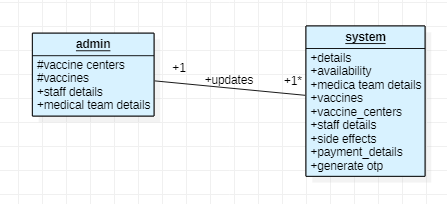 admin
#vaccine centers
#vaccines
+staff details
+medical team details
+1
+updates
+1*
system
+details
+availability
+medica team details
+vaccines
+vaccine_centers
+staff details
+side effects
+payment_details
+generate otp